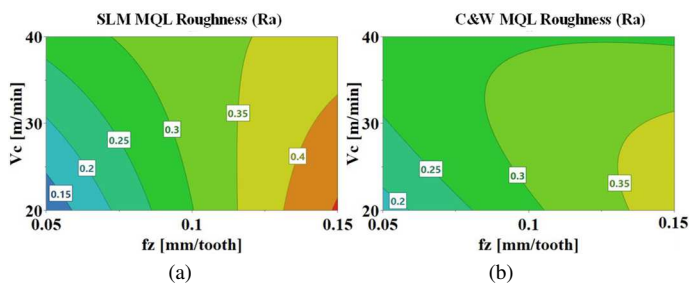 SLM MQL Roughness (Ra)
40
30
20
Vc [m/min]
0.15
0.2
0.25
0.3
0.35
0.4
0.05
0.1
0.15
fz [mm/tooth]
(a)
C&W MQL Roughness (Ra)
40
30
20
Vc [m/min]
0.2
0.25
0.3
0.35
0.05
0.1
0.15
fz [mm/tooth]
(b)